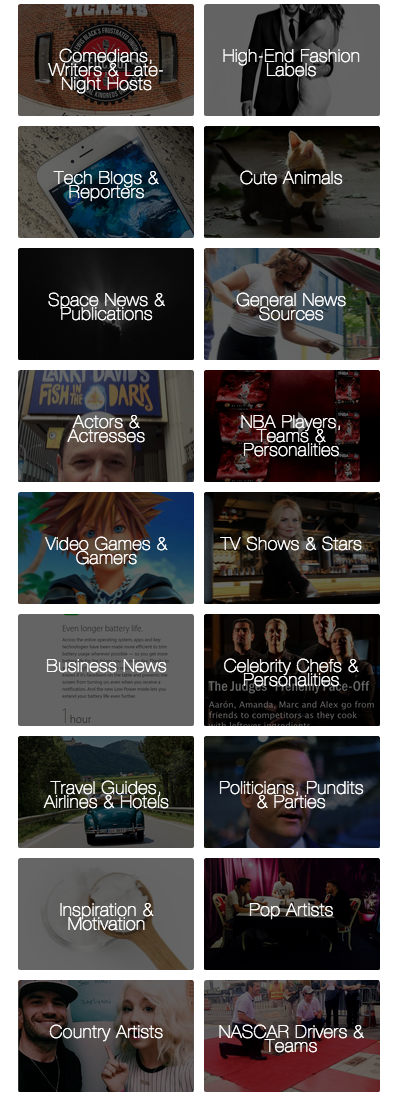 TICKETS
Comedians,
Writers & Late-
Night Hosts
High-End Fashion
Labels
Tech Blogs &
Reporters
Cute Animals
Space News &
Publications
General News
Sources
LARRY DAVID'S
FISH IN THE DARK
Actors &
Actresses
NBA Players,
Teams &
Personalities
Video Games &
Gamers
TV Shows & Stars
Even longer battery life.
Business News
1 hour
Celebrity Chefs &
Personalities
The Judges' Frenemy Face-Off
Aarón, Amanda, Marc and Alex go from
friends to competitors as they cook
with leftover ingredients
Travel Guides,
Airlines & Hotels
Politicians, Pundits
& Parties
Inspiration &
Motivation
Pop Artists
Country Artists
NASCAR Drivers &
Teams